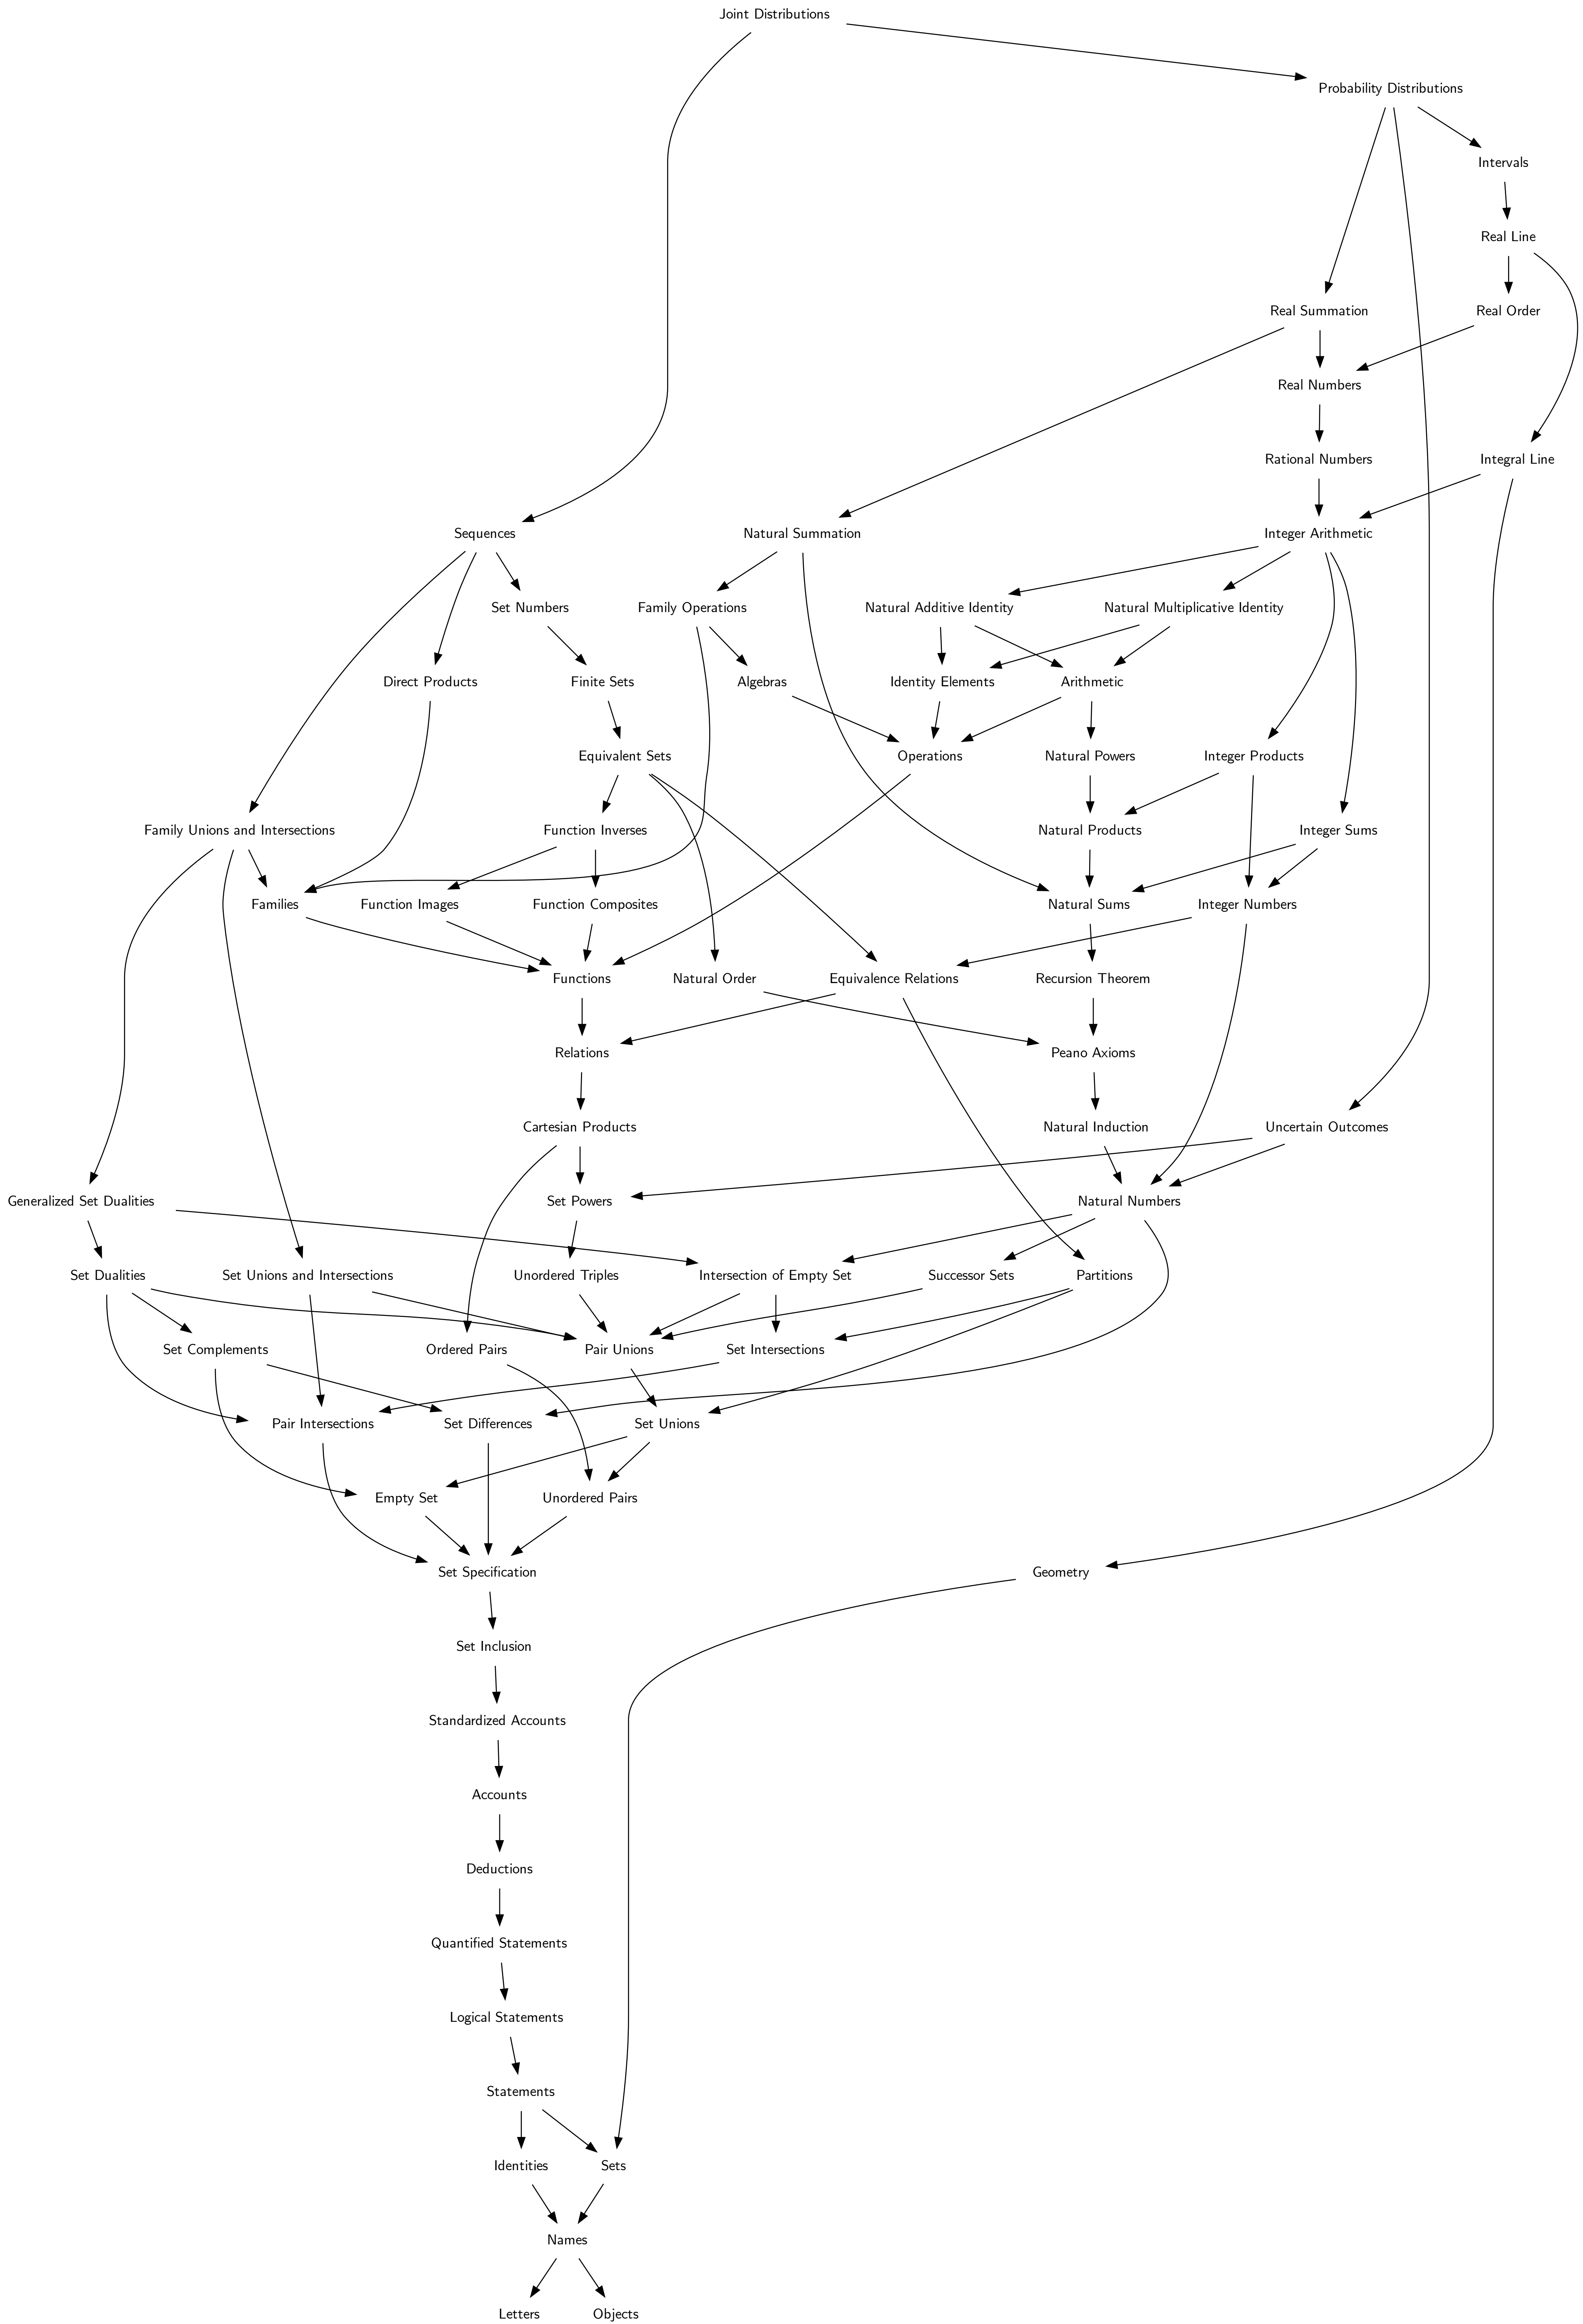 Joint Distributions
Probability Distributions
Intervals
Real Line
Real Summation
Real Order
Real Numbers
Rational Numbers
Integral Line
Sequences
Natural Summation
Integer Arithmetic
Set Numbers
Family Operations
Natural Additive Identity
Natural Multiplicative Identity
Direct Products
Finite Sets
Algebras
Identity Elements
Arithmetic
Equivalent Sets
Operations
Natural Powers
Integer Products
Family Unions and Intersections
Function Inverses
Natural Products
Integer Sums
Families
Function Images
Function Composites
Natural Sums
Integer Numbers
Functions
Natural Order
Equivalence Relations
Recursion Theorem
Relations
Peano Axioms
Cartesian Products
Natural Induction
Uncertain Outcomes
Generalized Set Dualities
Set Powers
Natural Numbers
Set Dualities
Set Unions and Intersections
Unordered Triples
Intersection of Empty Set
Successor Sets
Partitions
Set Complements
Ordered Pairs
Pair Unions
Set Intersections
Pair Intersections
Set Differences
Set Unions
Empty Set
Unordered Pairs
Set Specification
Geometry
Set Inclusion
Standardized Accounts
Accounts
Deductions
Quantified Statements
Logical Statements
Statements
Identities
Sets
Names
Letters
Objects